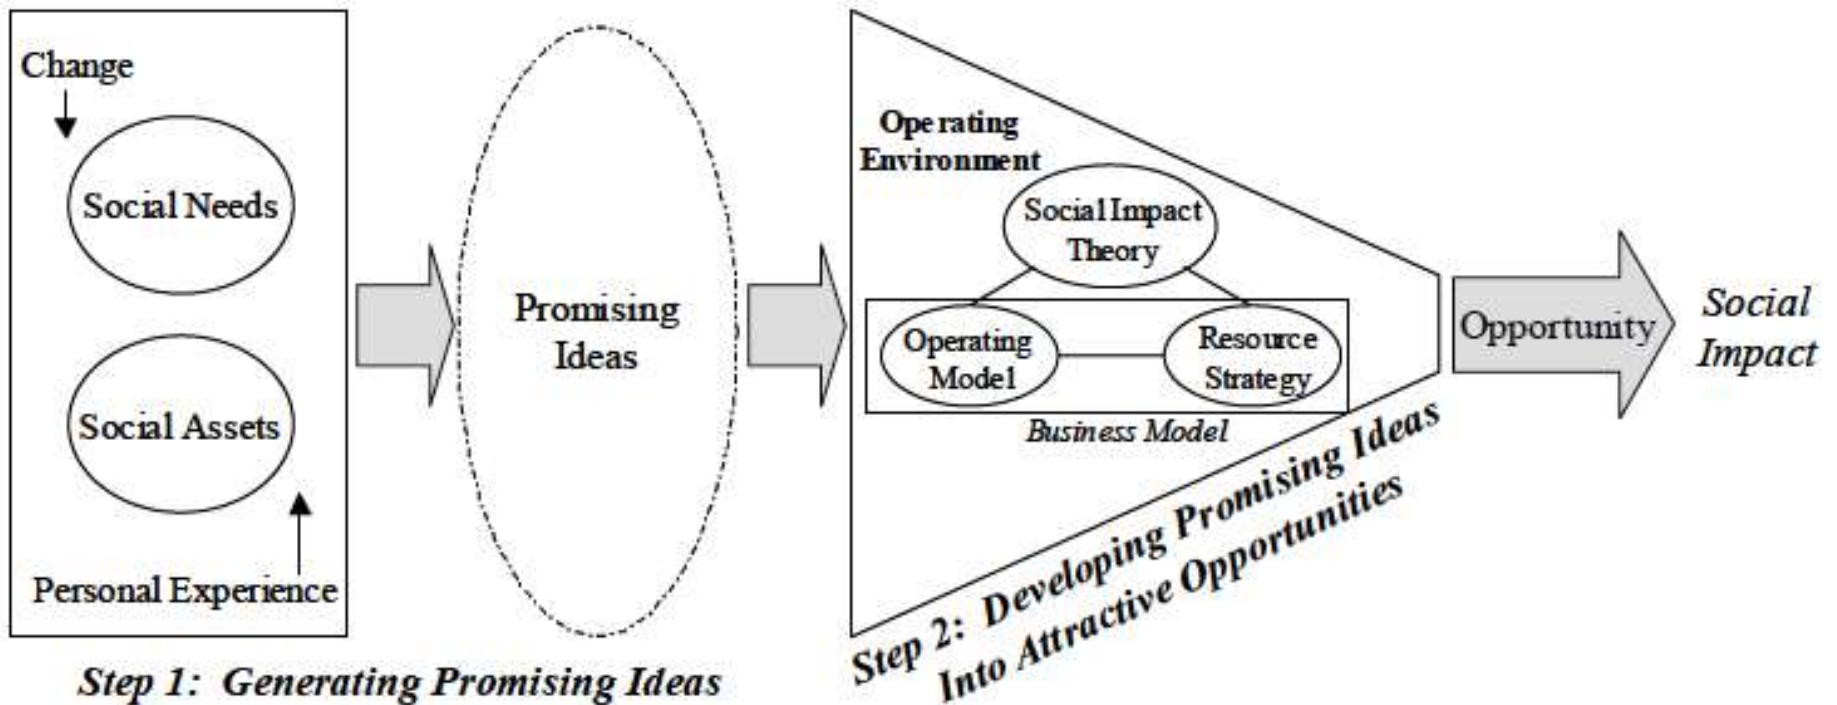 Change
Social Needs
Social Assets
Personal Experience
Step 1: Generating Promising Ideas
Promising
Ideas
Operating
Environment
Social Impact
Theory
Operating
Model
Resource
Strategy
Business Model
Step 2: Developing Promising Ideas
Into Attractive Opportunities
Opportunity
Social
Impact